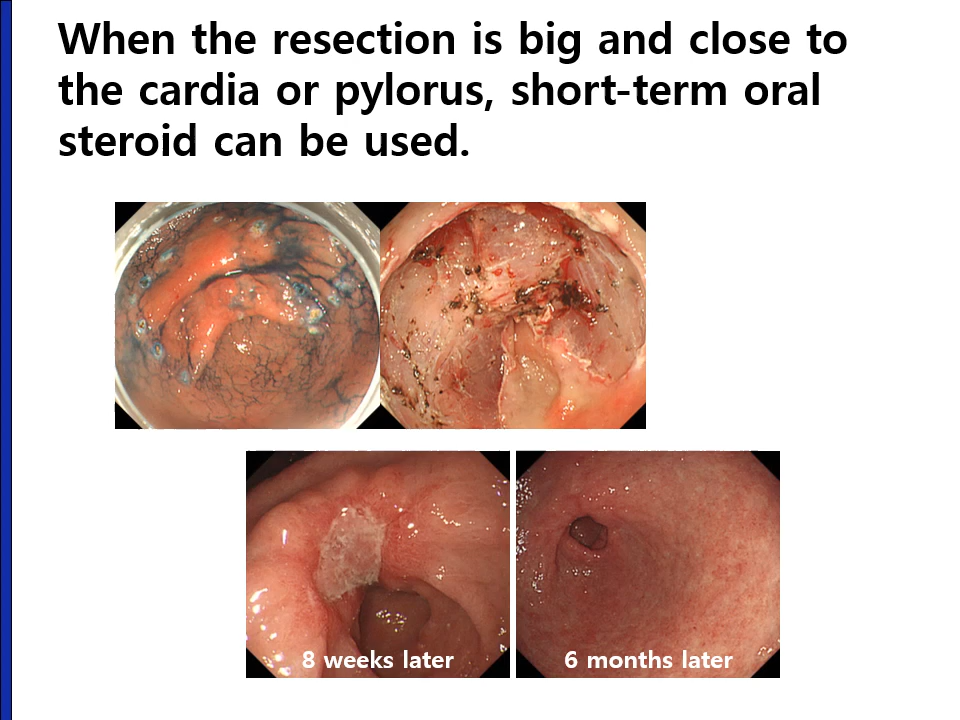 When the resection is big and close to
the cardia or pylorus, short-term oral
steroid can be used.
8 weeks later
6 months later